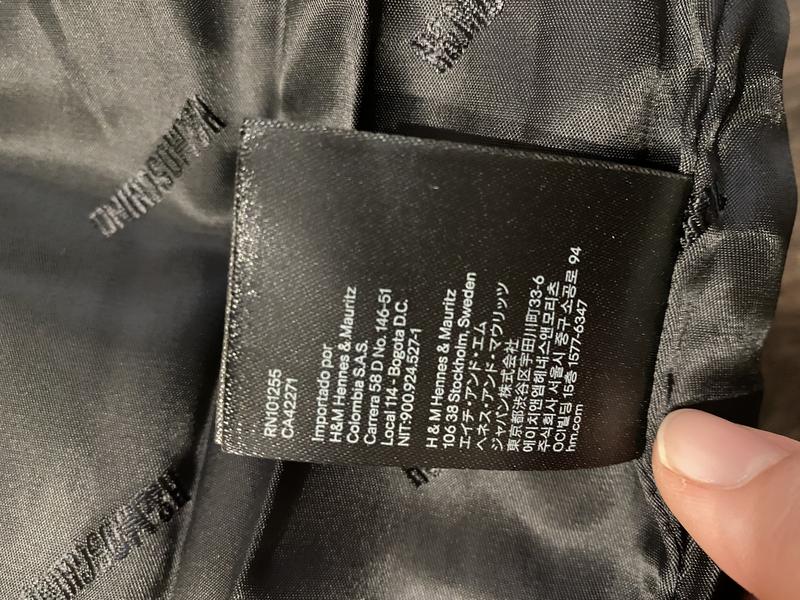 RN101255
CA42271
Importado por
H&M Hennes & Mauritz
Colombia S.A.S.
Carrera 58 D No. 146-51
Local 114 - Bogota D.C.
NIT:900.924.527-1
H & M Hennes & Mauritz
106 38 Stockholm, Sweden
エイチ・アンド・エム
ヘネス・アンド・マウリッツ
ジャパン株式会社
東京都渋谷区宇田川町33-6
에이치앤엠헤네스앤모리츠
주식회사 서울시 중구 소공로 94
OCI빌딩 15층 1577-6347
hm.com